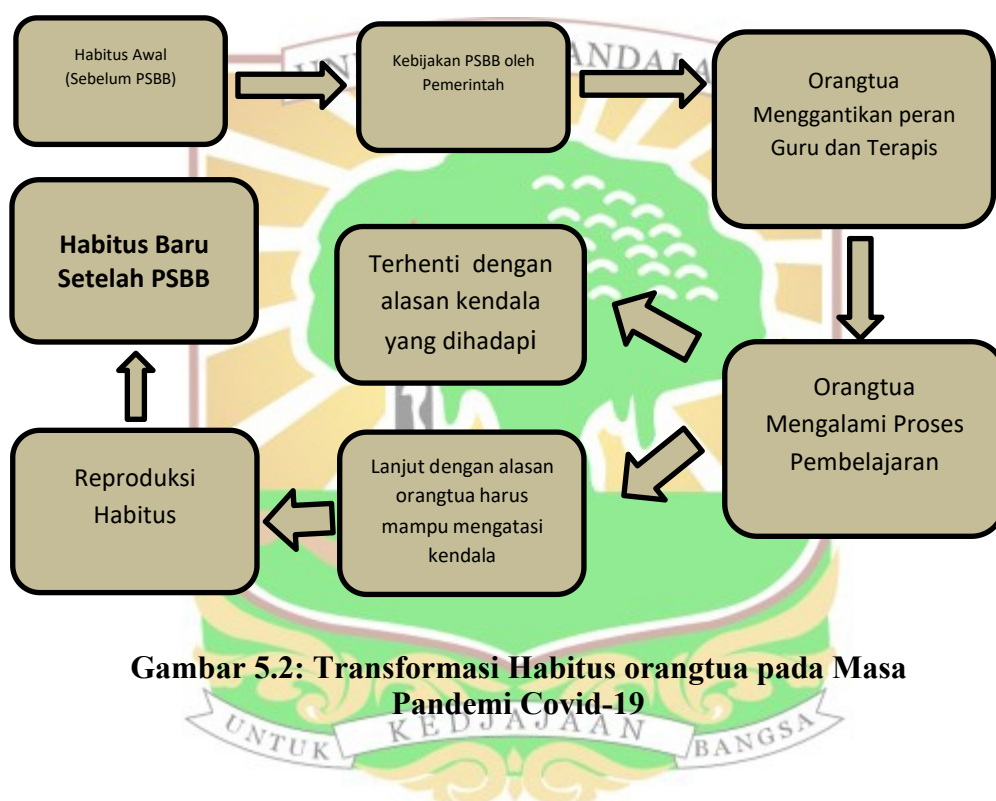 Habitus Awal
(Sebelum PSBB)
Kebijakan PSBB oleh
Pemerintah
Orangtua
Menggantikan peran
Guru dan Terapis
Orangtua
Mengalami Proses
Pembelajaran
Terhenti dengan
alasan kendala
yang dihadapi
Lanjut dengan alasan
orangtua harus
mampu mengatasi
kendala
Reproduksi
Habitus
Habitus Baru
Setelah PSBB
Gambar 5.2: Transformasi Habitus orangtua pada Masa
Pandemi Covid-19
UNTUK KEDJAJAAN BANGSA